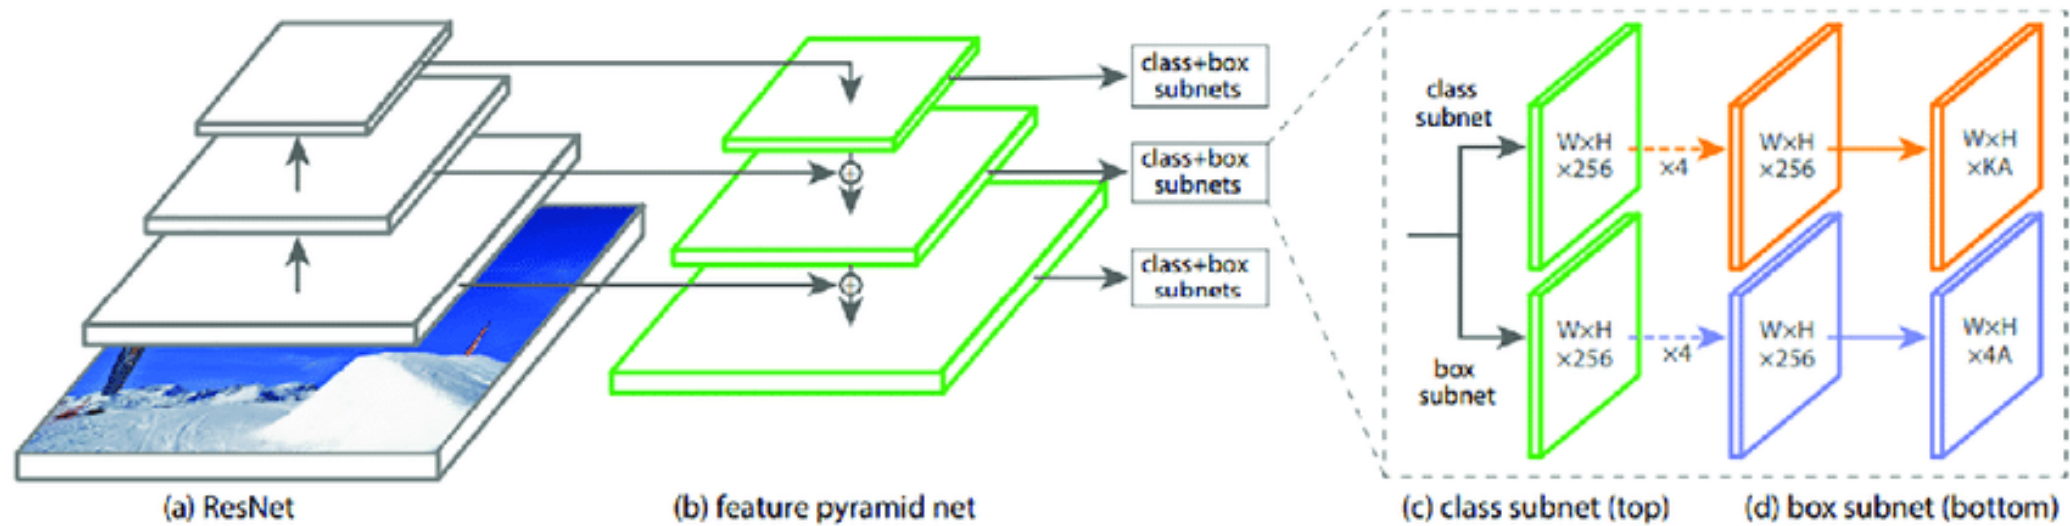 class+box
subnets
class+box
subnets
class+box
subnets
class
subnet
W×H
×256
×4
W×H
×256
W×H
×KA
box
subnet
W×H
×256
×4
W×H
×256
W×H
×4A
(a) ResNet
(b) feature pyramid net
(c) class subnet (top)
(d) box subnet (bottom)